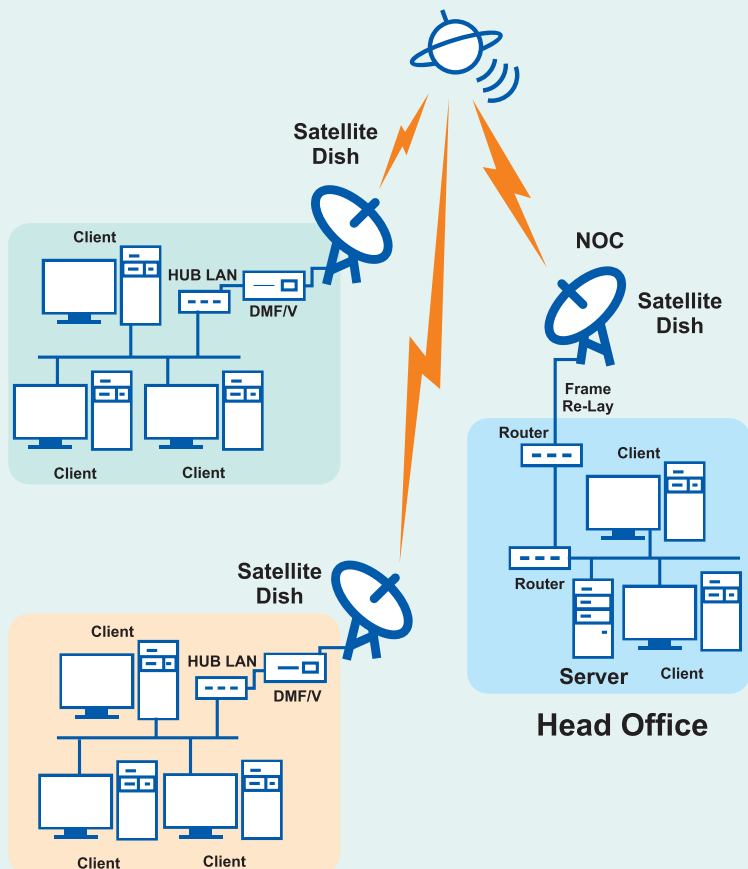 Satellite
Dish
NOC
Satellite
Dish
Client
HUB LAN
DMF/V
Client
Client
Frame
Re-Lay
Router
Client
Router
Server
Client
Head Office
Satellite
Dish
Client
HUB LAN
DMF/V
Client
Client